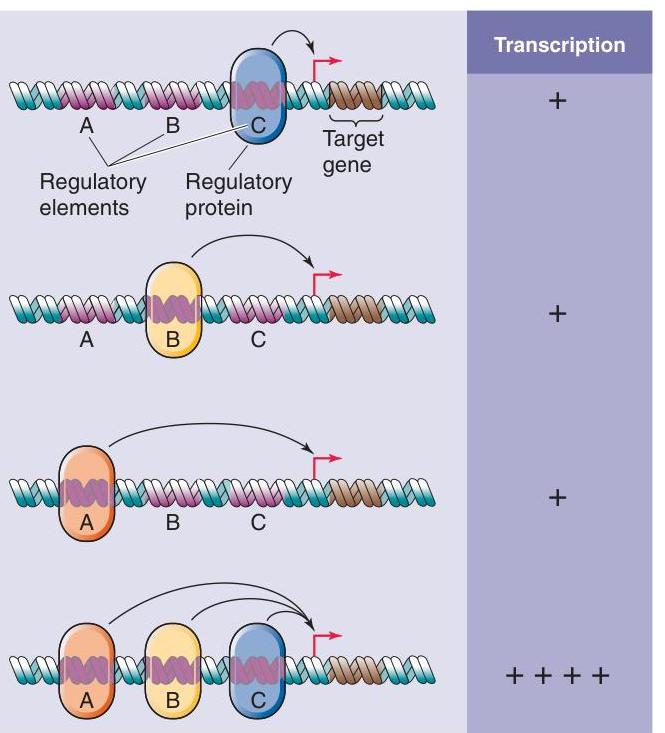 Transcription
+
A B C
Target
gene
Regulatory
elements
Regulatory
protein
A B C
+
A B C
+
A B C
+ + + +